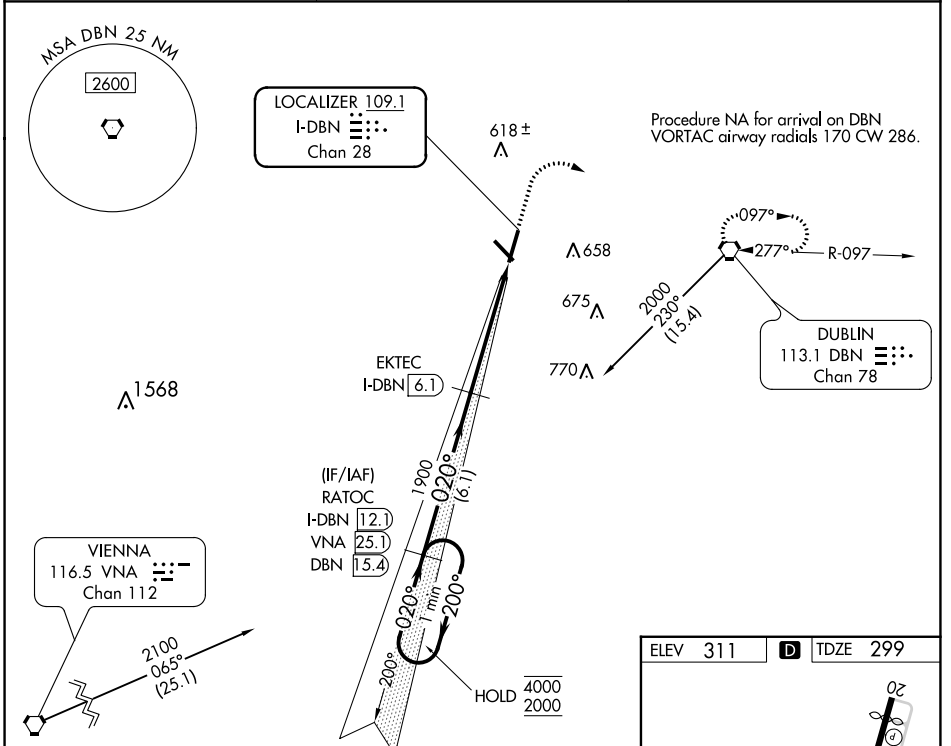 MSA DBN 25 NM
2600
LOCALIZER 109.1
I-DBN
Chan 28
618 ±
Procedure NA for arrival on DBN
VORTAC airway radials 170 CW 286.
658
675
770
097°
277°
R-097
2000
230°
(15.4)
DUBLIN
113.1 DBN
Chan 78
EKTEC
I-DBN 6.1
1568
1900
020°
(6.1)
(IF/IAF)
RATOC
I-DBN 12.1
VNA 25.1
DBN 15.4
020°
1 min
200°
200°
HOLD 4000
2000
VIENNA
116.5 VNA
Chan 112
2100
065°
(25.1)
ELEV 311 D TDZE 299
20
P